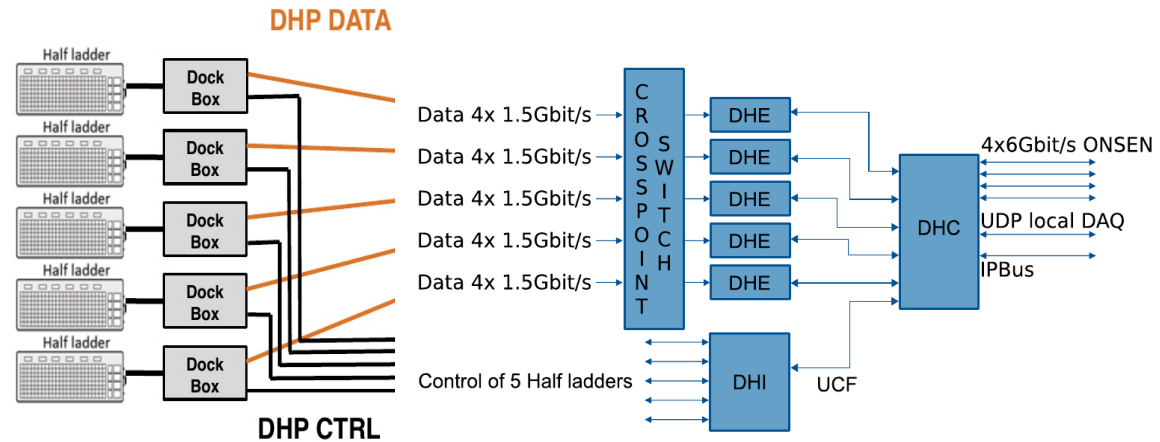 DHP DATA
Half ladder
Dock
Box
Half ladder
Dock
Box
Half ladder
Dock
Box
Half ladder
Dock
Box
Half ladder
Dock
Box
DHP CTRL
Data 4x 1.5Gbit/s
Data 4x 1.5Gbit/s
Data 4x 1.5Gbit/s
Data 4x 1.5Gbit/s
Data 4x 1.5Gbit/s
CROSSPOINT
SWITCH
DHE
DHE
DHE
DHE
DHE
DHC
4x6Gbit/s ONSEN
UDP local DAQ
IPBus
Control of 5 Half ladders
DHI
UCF